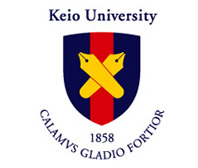 Keio University
1858
CALAMVS GLADIO FORTIOR